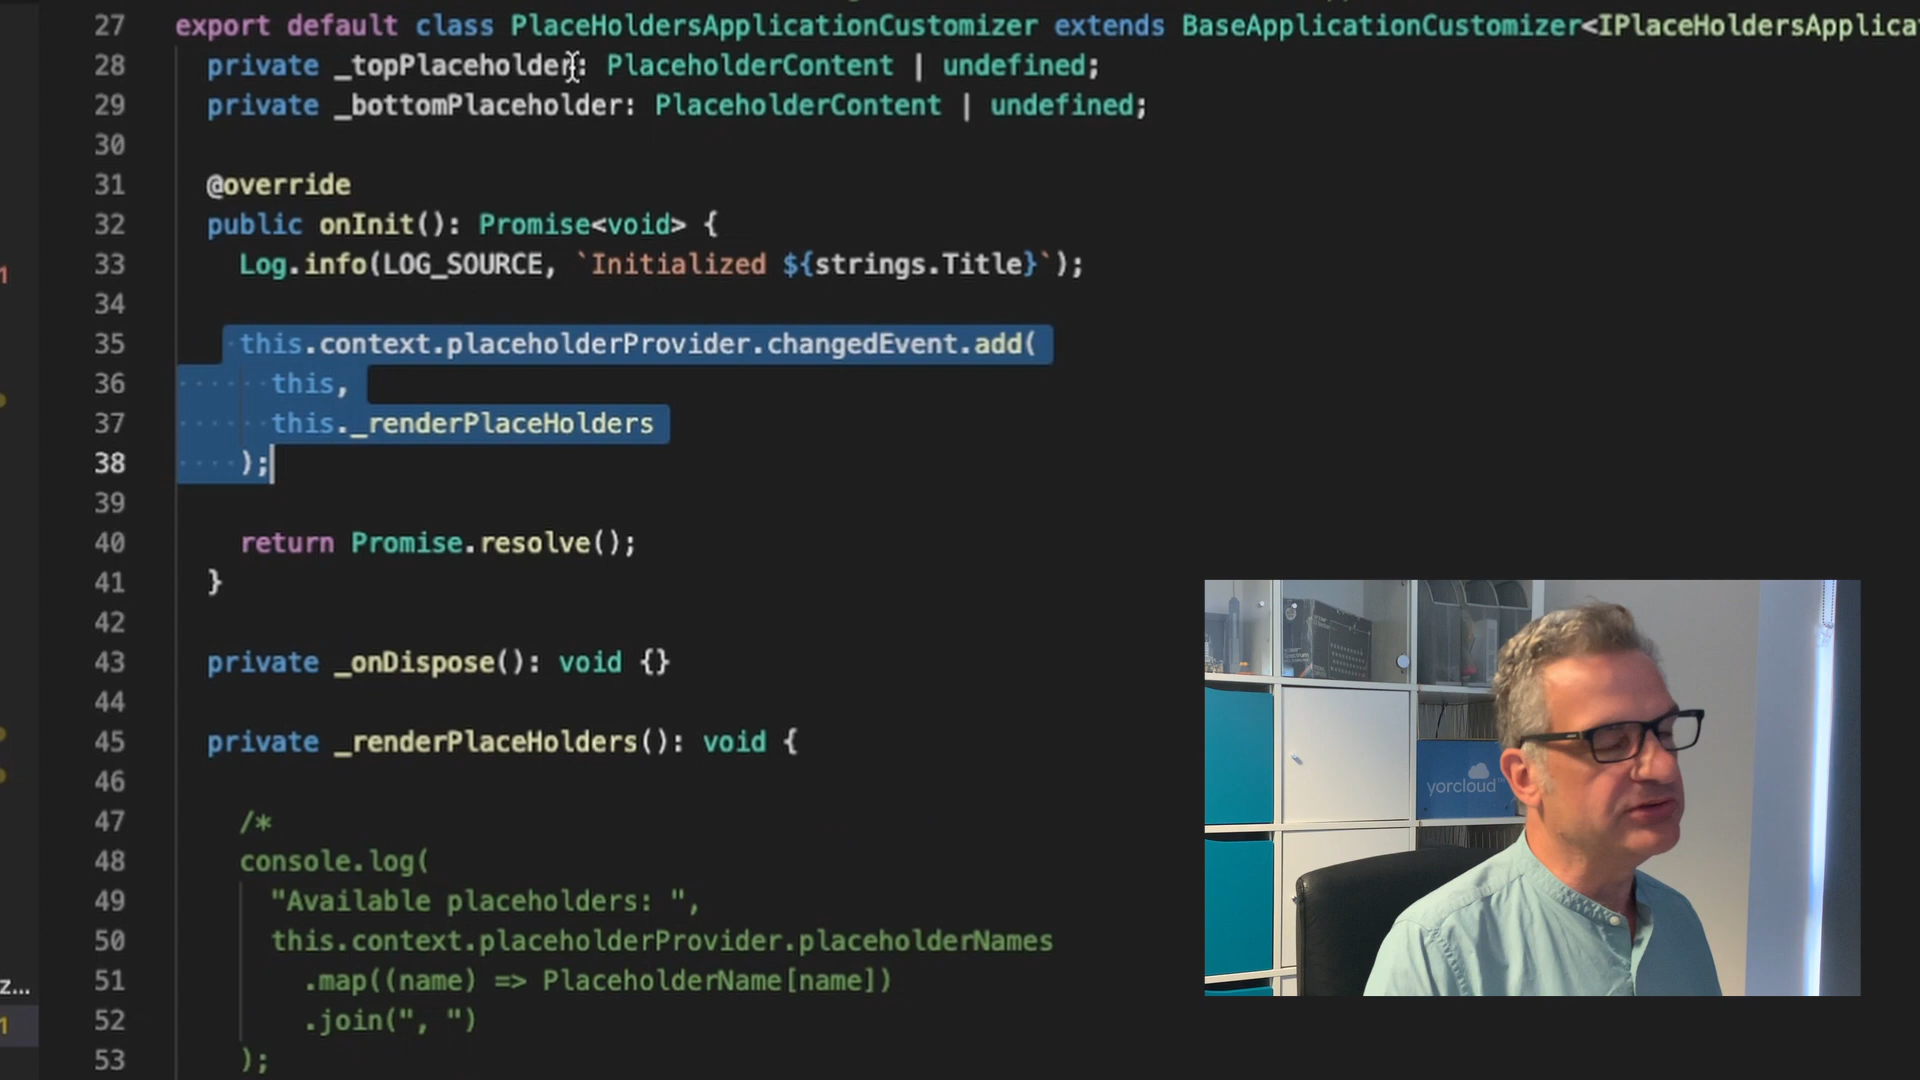 27 export default class PlaceHoldersApplicationCustomizer extends BaseApplicationCustomizer<IPlaceHoldersApplica
28 private _topPlaceholder: PlaceholderContent | undefined;
29 private _bottomPlaceholder: PlaceholderContent | undefined;
30
31 @override
32 public onInit(): Promise<void> {
33 Log.info(LOG_SOURCE, `Initialized ${strings.Title}`);
34
35 this.context.placeholderProvider.changedEvent.add(
36 this,
37 this._renderPlaceHolders
38 );
39
40 return Promise.resolve();
41 }
42
43 private _onDispose(): void {}
44
45 private _renderPlaceHolders(): void {
46
47 /*
48 console.log(
49 "Available placeholders: ",
50 this.context.placeholderProvider.placeholderNames
51 .map((name) => PlaceholderName[name])
52 .join(", ")
53 );
1
z...
1
yorcloud